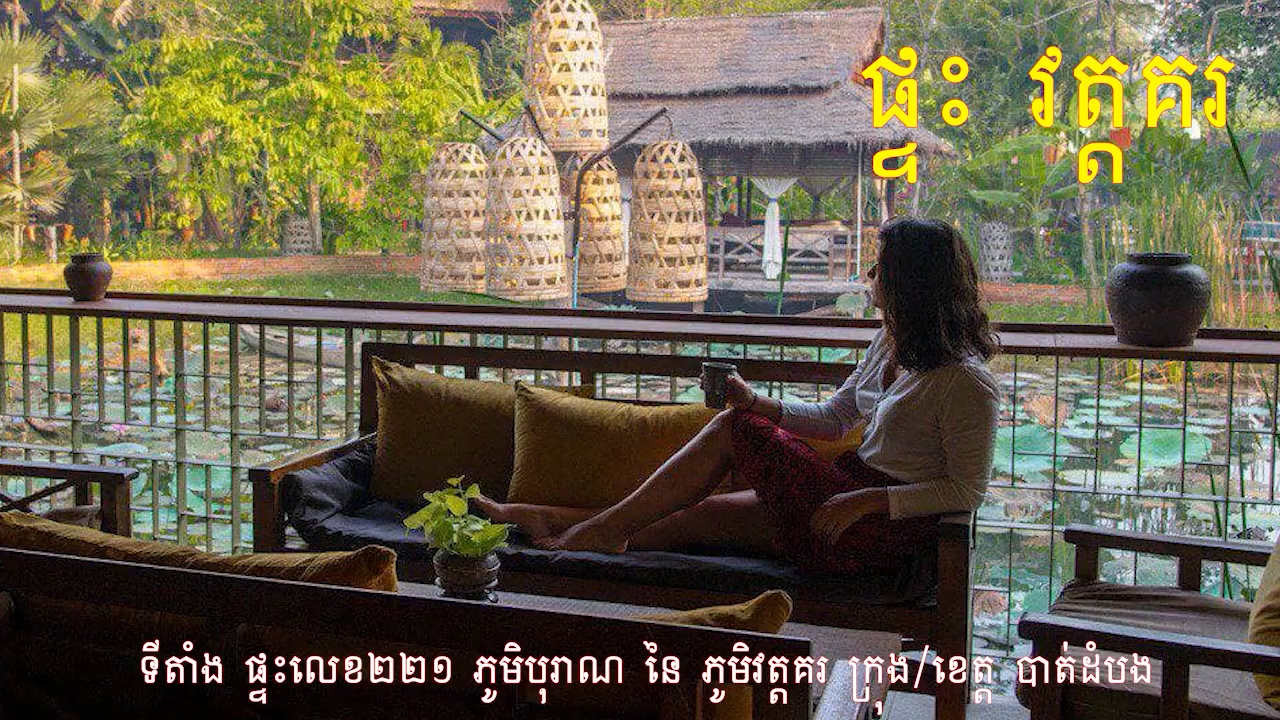 ផ្ទះ វត្តគរ
ទីតាំង ផ្ទះលេខ២២១ ភូមិបុរាណ នៃ ភូមិវត្តគរ ក្រុង/ខេត្ត បាត់ដំបង